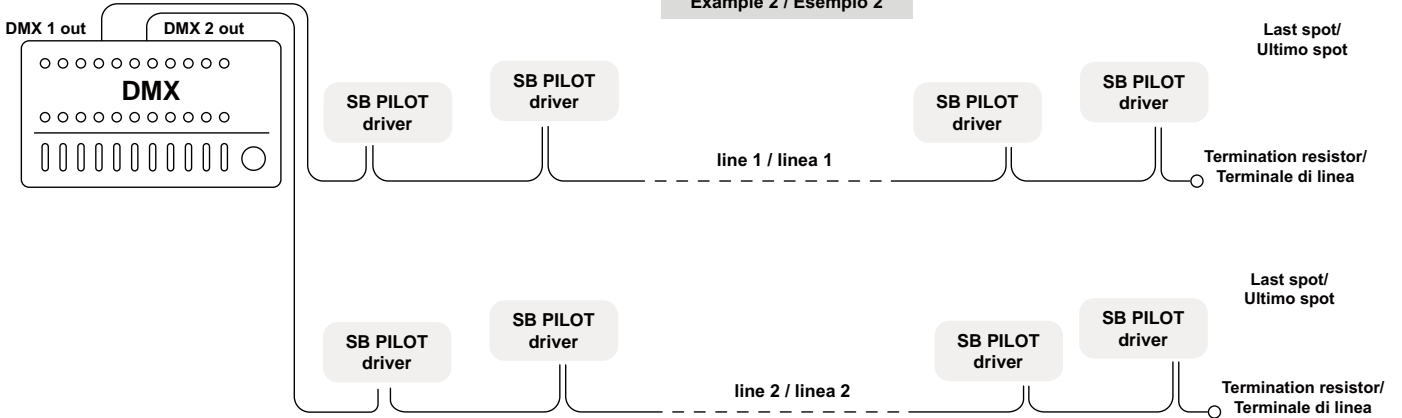 Example 2 / Esempio 2
DMX 1 out
DMX 2 out
DMX
SB PILOT
driver
SB PILOT
driver
line 1 / linea 1
SB PILOT
driver
SB PILOT
driver
Last spot/
Ultimo spot
Termination resistor/
Terminale di linea
SB PILOT
driver
SB PILOT
driver
line 2 / linea 2
SB PILOT
driver
SB PILOT
driver
Last spot/
Ultimo spot
Termination resistor/
Terminale di linea